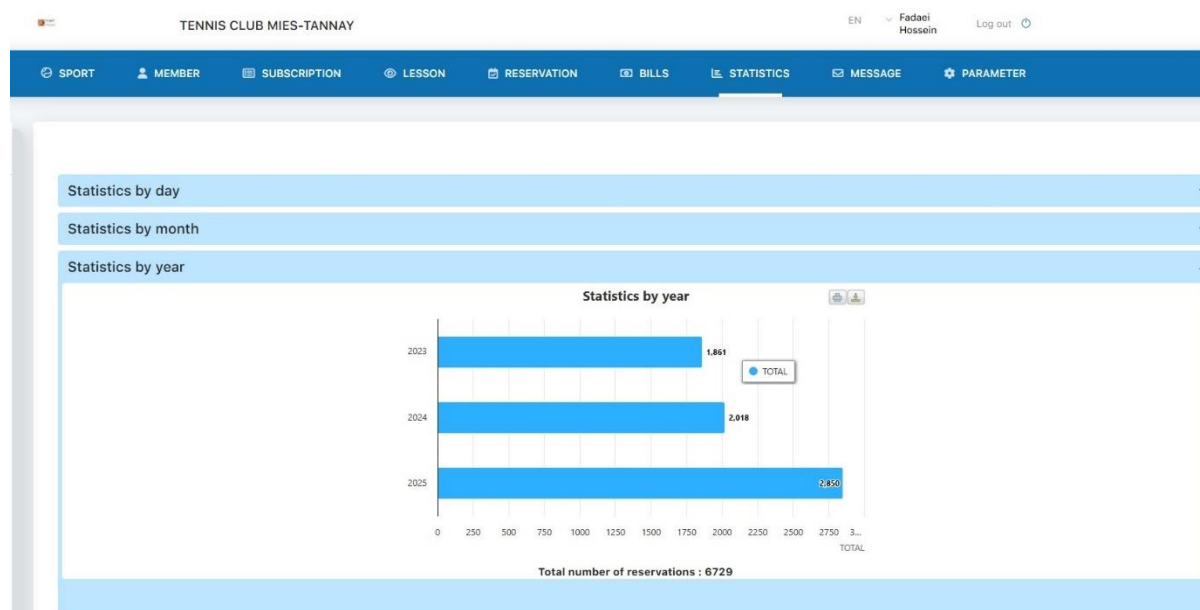 TENNIS CLUB MIES-TANNAY
EN
Fadaei
Hossein
Log out
SPORT MEMBER SUBSCRIPTION LESSON RESERVATION BILLS STATISTICS MESSAGE PARAMETER
Statistics by day
Statistics by month
Statistics by year
Statistics by year
2023 1,861
TOTAL
2024 2,018
2025 2,850
0 250 500 750 1000 1250 1500 1750 2000 2250 2500 2750 3...
TOTAL
Total number of reservations : 6729